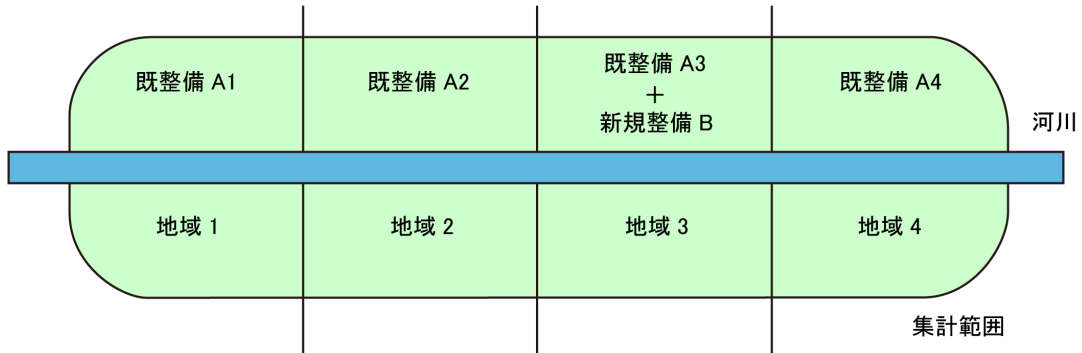 既整備 A1
既整備 A2
既整備 A3
+
新規整備 B
既整備 A4
河川
地域 1
地域 2
地域 3
地域 4
集計範囲